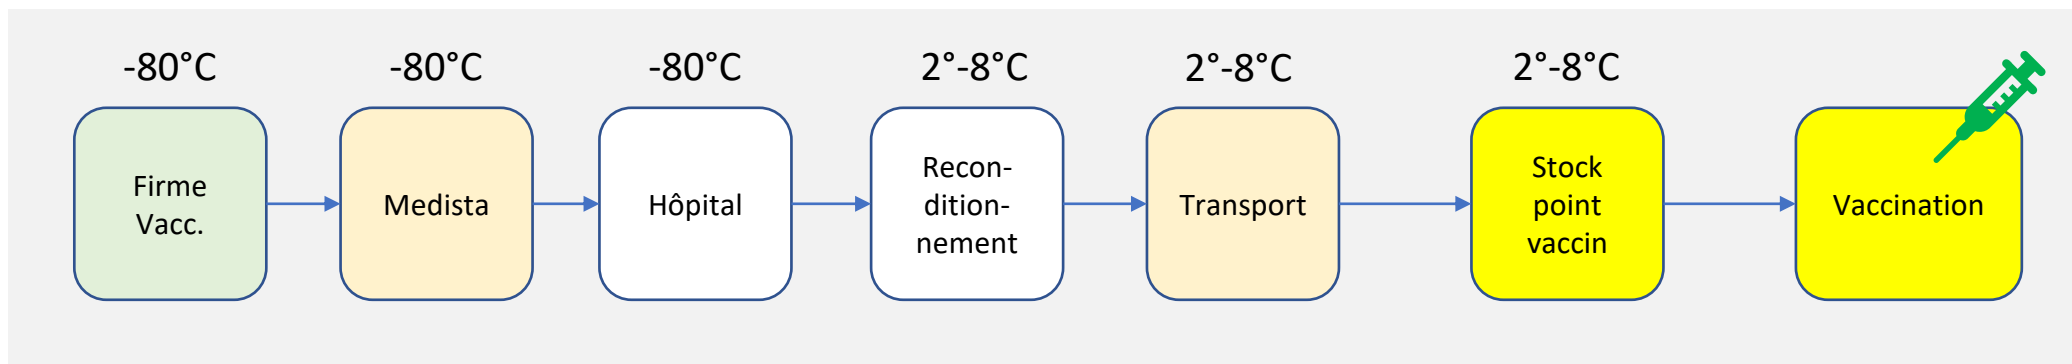 -80°C
-80°C
-80°C
2°-8°C
2°-8°C
2°-8°C
Firme
Vacc.
Medista
Hôpital
Recon-
dition-
nement
Transport
Stock
point
vaccin
Vaccination